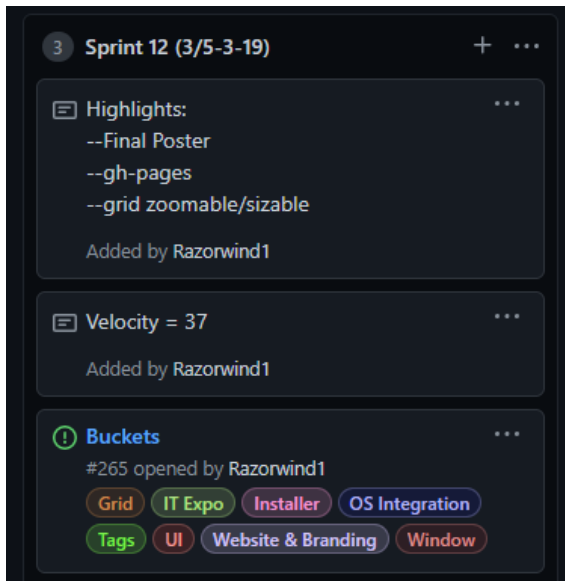 3 Sprint 12 (3/5-3-19)
Highlights:
--Final Poster
--gh-pages
--grid zoomable/sizable
Added by Razorwind1
Velocity = 37
Added by Razorwind1
Buckets
#265 opened by Razorwind1
Grid IT Expo Installer OS Integration
Tags UI Website & Branding Window